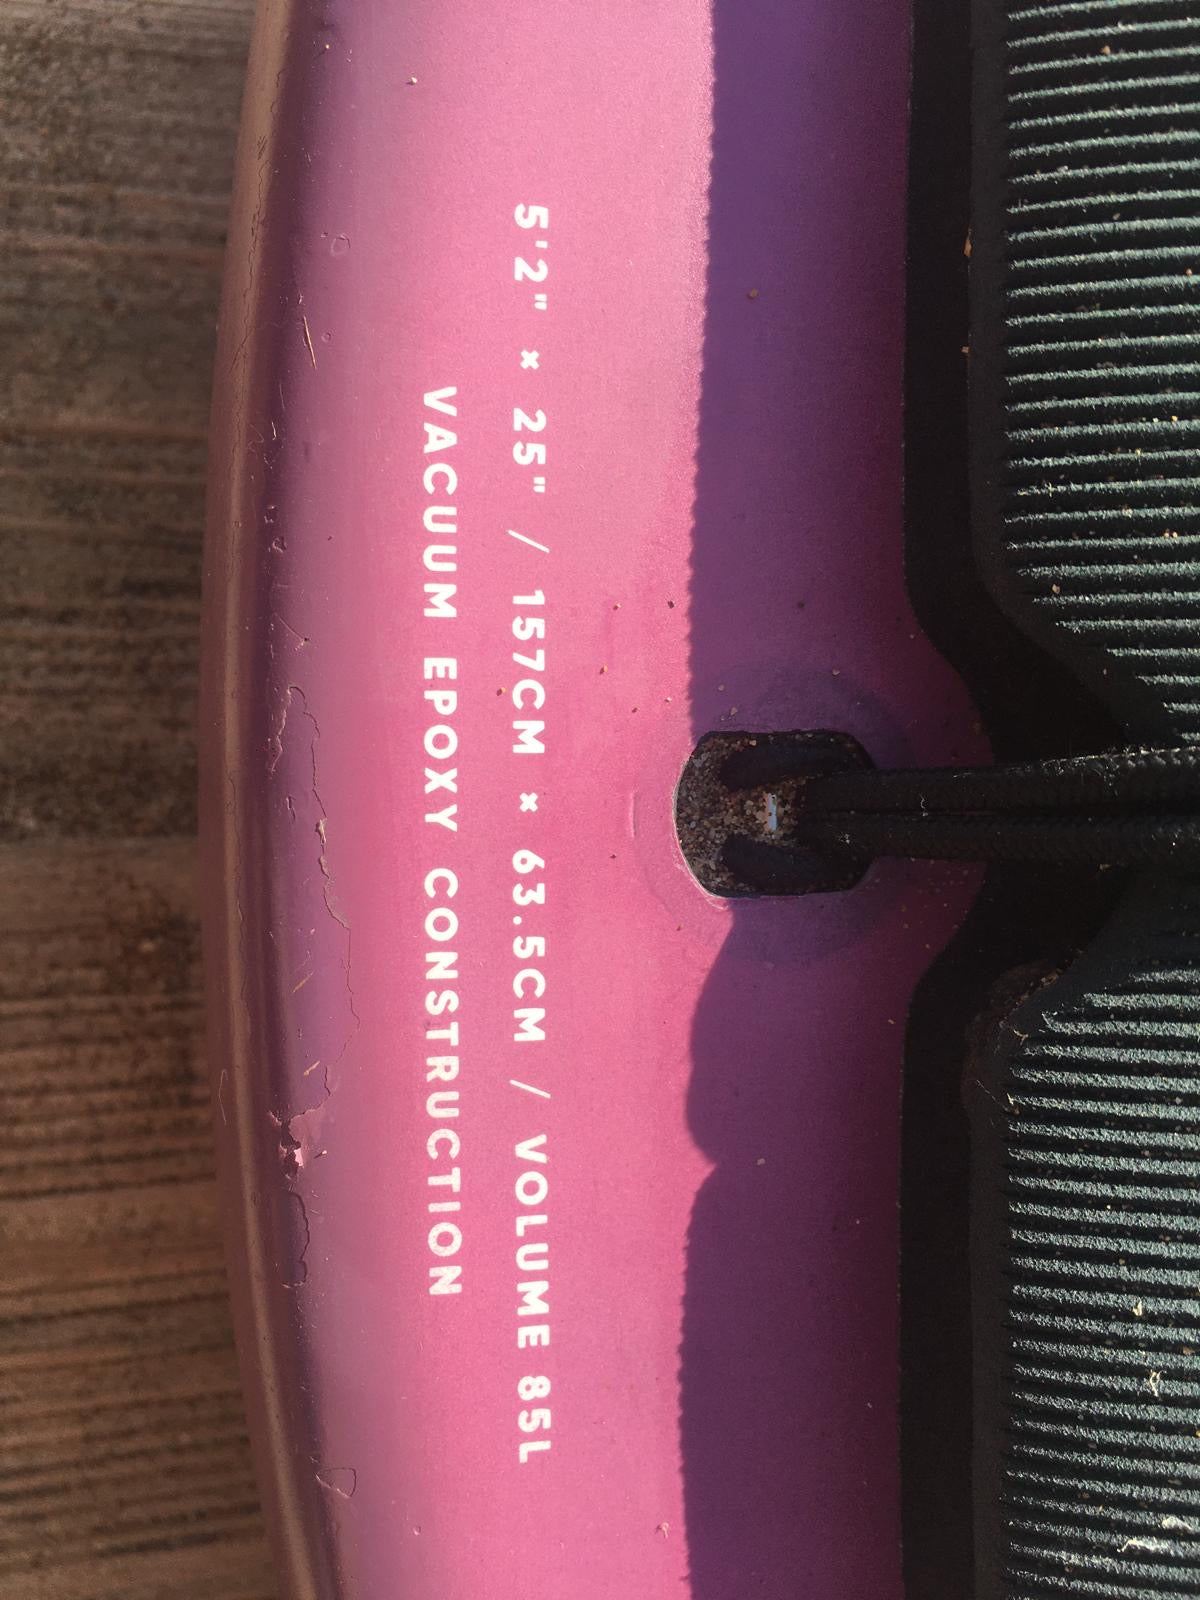 5'2" × 25" / 157CM × 63.5CM / VOLUME 85L
VACUUM EPOXY CONSTRUCTION